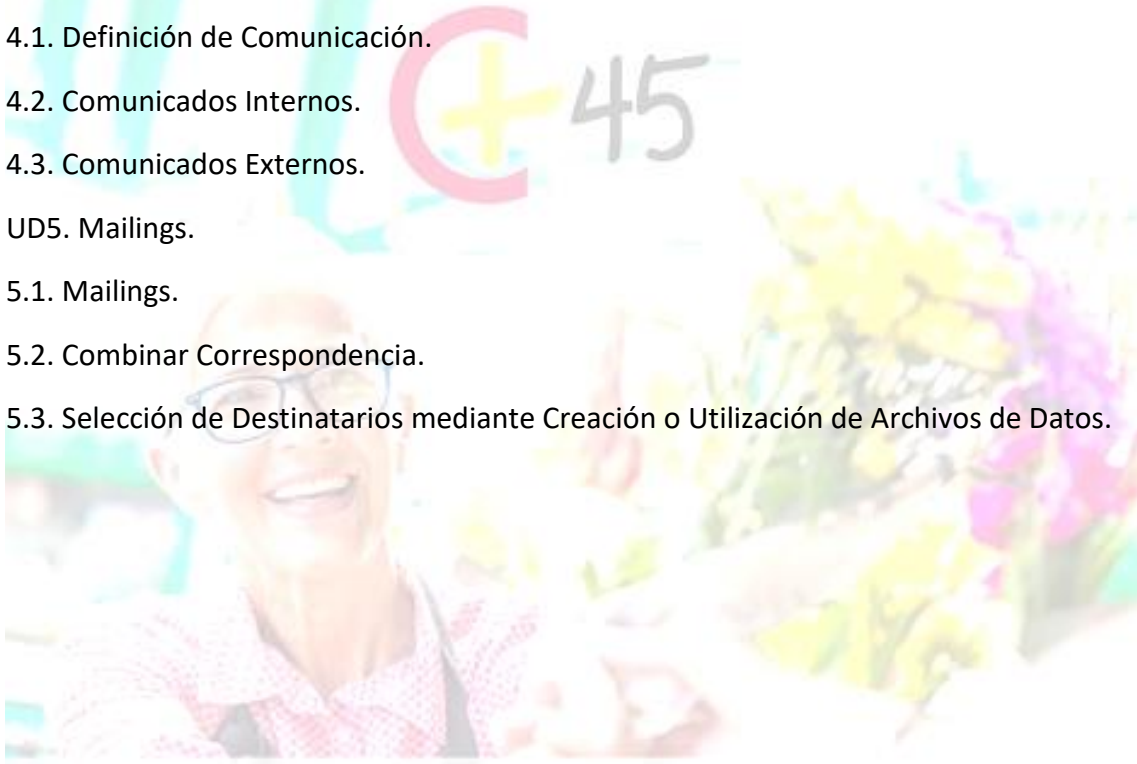 4.1. Definición de Comunicación.
C+45
4.2. Comunicados Internos.
4.3. Comunicados Externos.
UD5. Mailings.
5.1. Mailings.
5.2. Combinar Correspondencia.
5.3. Selección de Destinatarios mediante Creación o Utilización de Archivos de Datos.